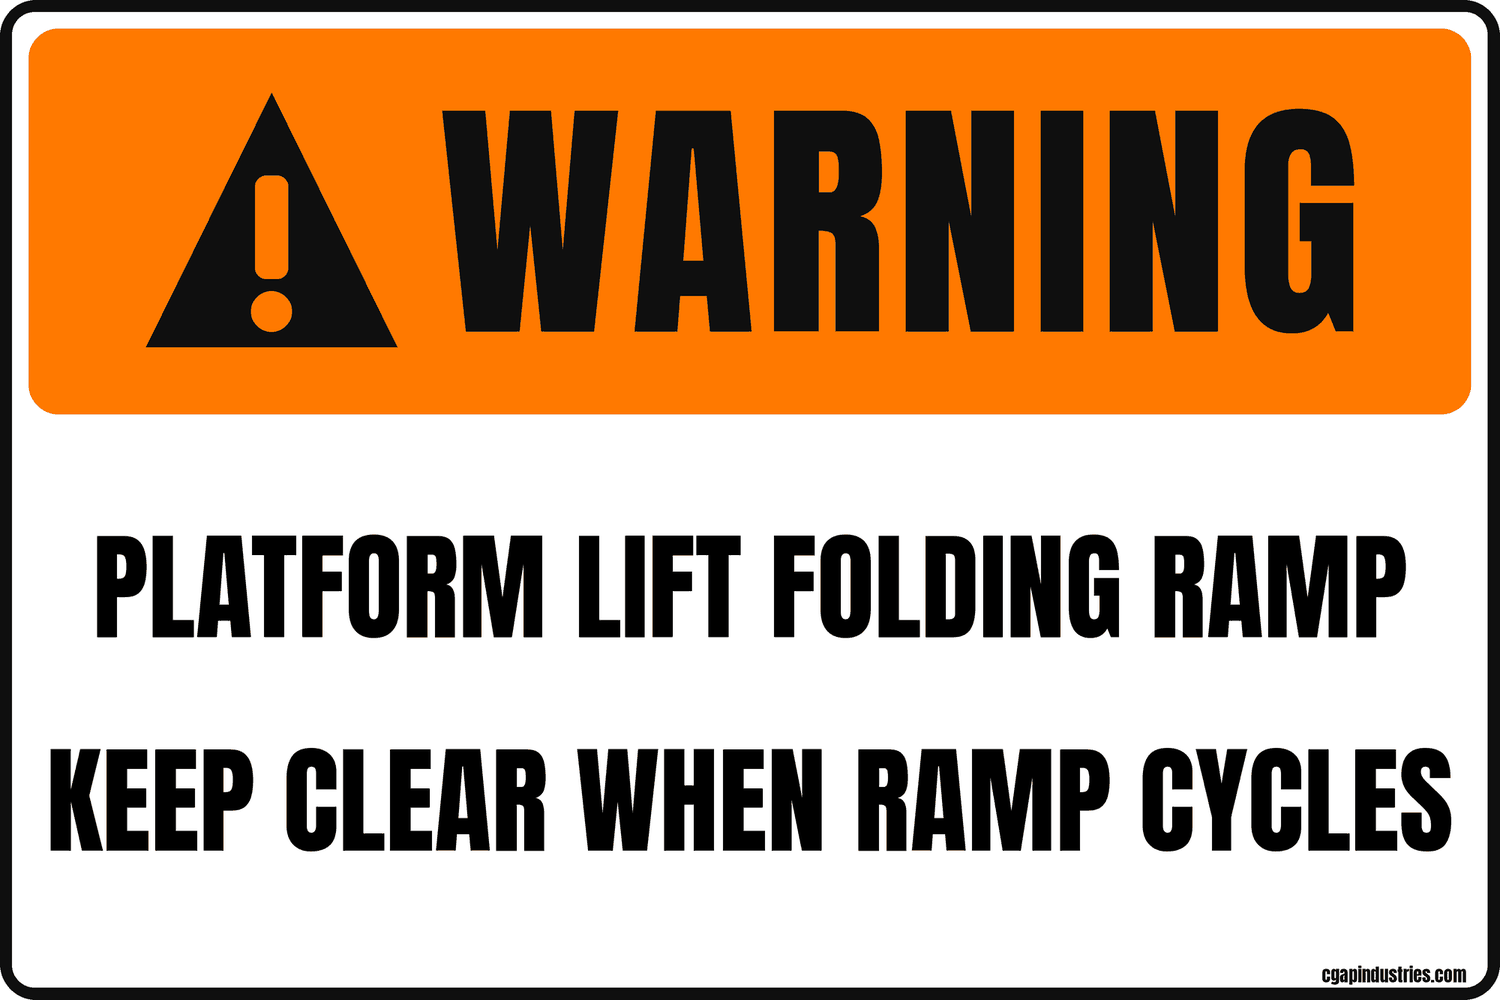 WARNING
PLATFORM LIFT FOLDING RAMP
KEEP CLEAR WHEN RAMP CYCLES
cgapindustries.com